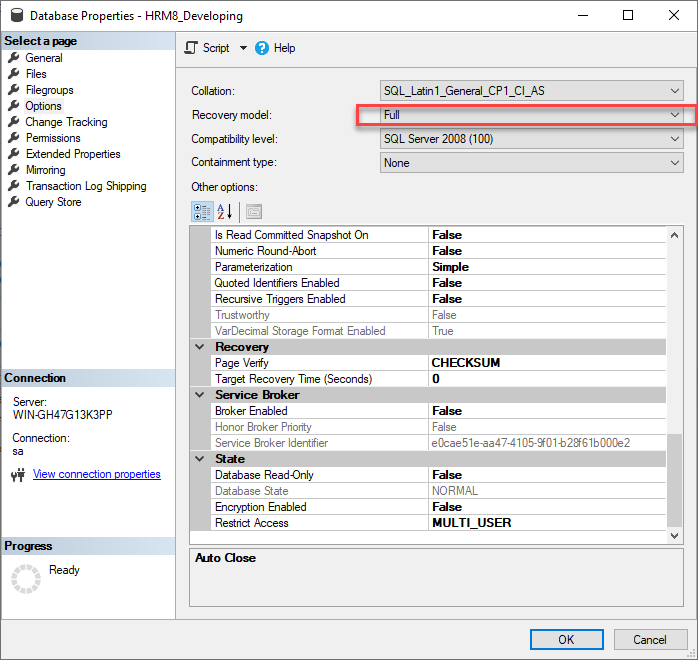 Database Properties - HRM8_Developing
Select a page
General
Files
Filegroups
Options
Change Tracking
Permissions
Extended Properties
Mirroring
Transaction Log Shipping
Query Store
Connection
Server:
WIN-GH47G13K3PP
Connection:
sa
View connection properties
Progress
Ready
Script
Help
Collation: SQL_Latin1_General_CP1_CI_AS
Recovery model: Full
Compatibility level: SQL Server 2008 (100)
Containment type: None
Other options:
A Z
Is Read Committed Snapshot On False
Numeric Round-Abort False
Parameterization Simple
Quoted Identifiers Enabled False
Recursive Triggers Enabled False
Trustworthy False
VarDecimal Storage Format Enabled True
Recovery
Page Verify CHECKSUM
Target Recovery Time (Seconds) 0
Service Broker
Broker Enabled False
Honor Broker Priority False
Service Broker Identifier e0cae51e-aa47-4105-9f01-b28f61b000e2
State
Database Read-Only False
Database State NORMAL
Encryption Enabled False
Restrict Access MULTI_USER
Auto Close
OK Cancel